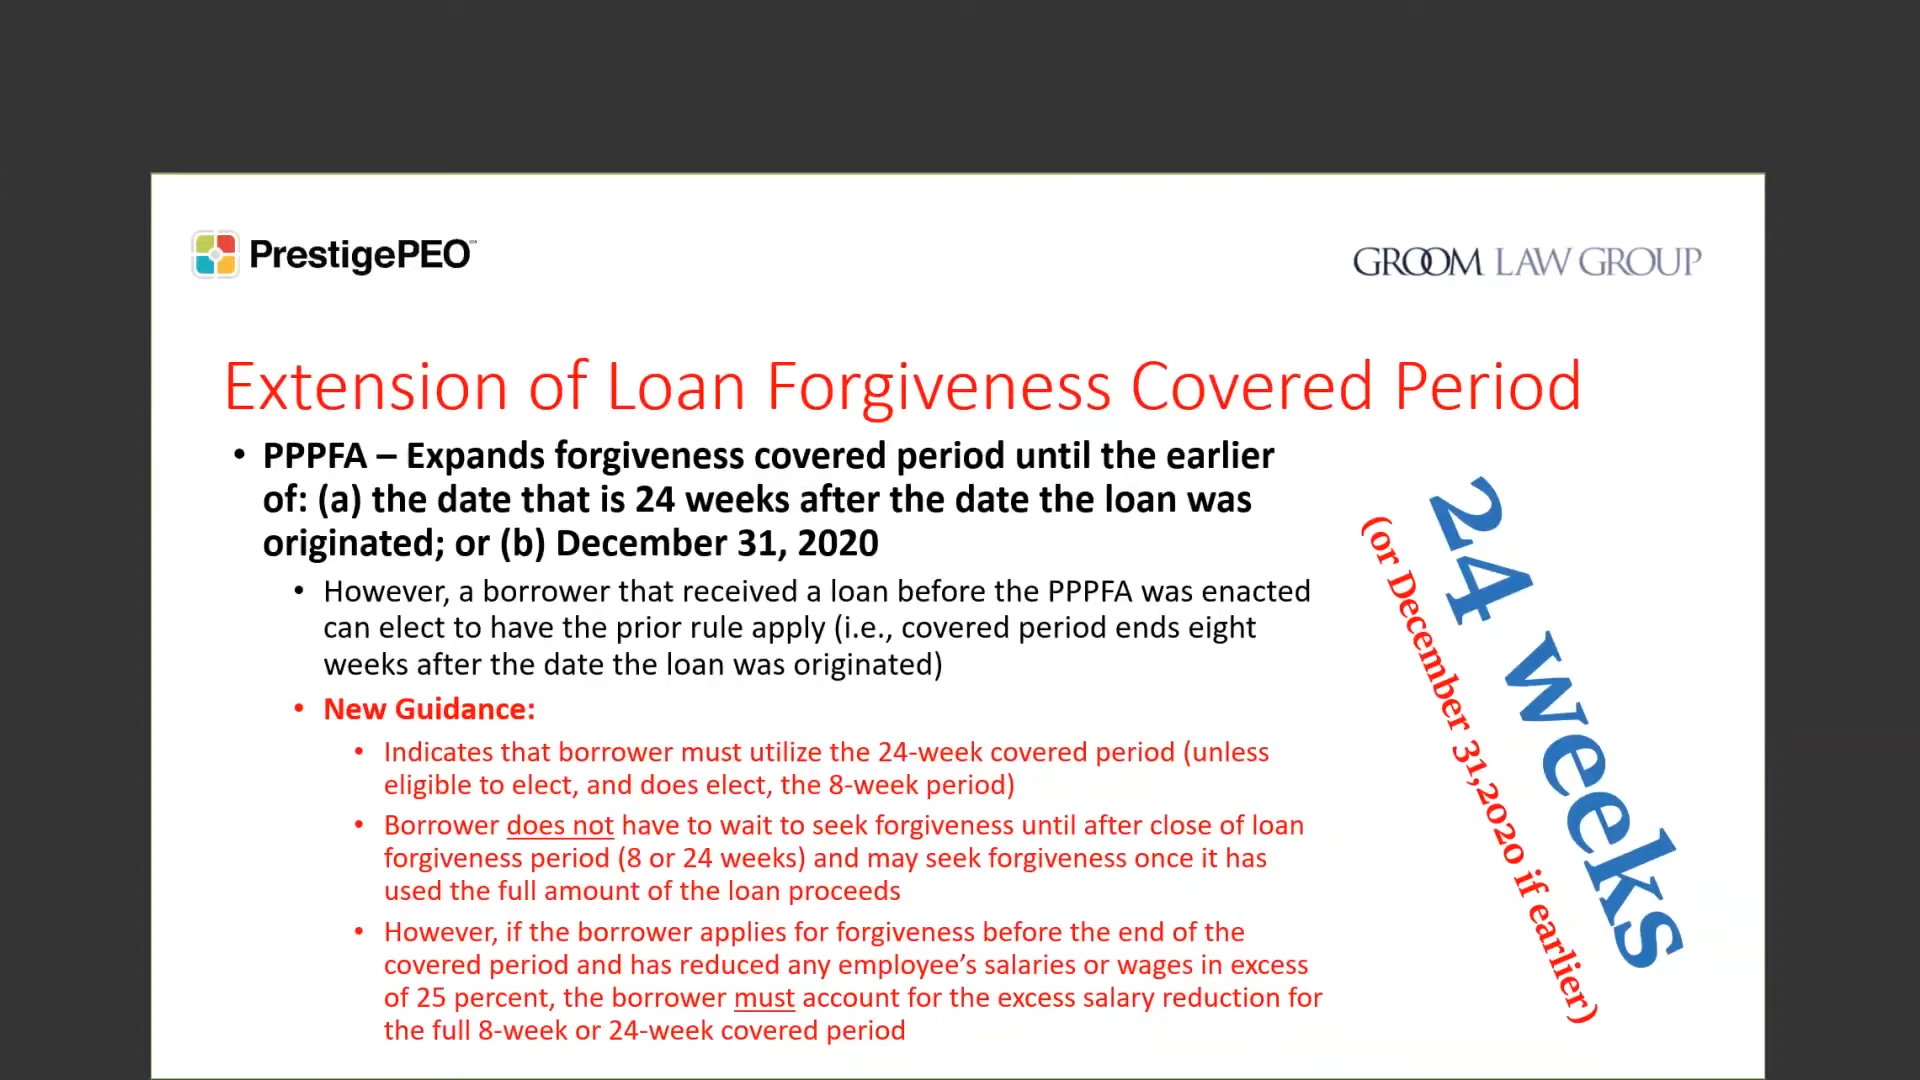 PrestigePEO™
GROOM LAW GROUP
Extension of Loan Forgiveness Covered Period
• PPPFA – Expands forgiveness covered period until the earlier
of: (a) the date that is 24 weeks after the date the loan was
originated; or (b) December 31, 2020
• However, a borrower that received a loan before the PPPFA was enacted
can elect to have the prior rule apply (i.e., covered period ends eight
weeks after the date the loan was originated)
• New Guidance:
• Indicates that borrower must utilize the 24-week covered period (unless
eligible to elect, and does elect, the 8-week period)
• Borrower does not have to wait to seek forgiveness until after close of loan
forgiveness period (8 or 24 weeks) and may seek forgiveness once it has
used the full amount of the loan proceeds
• However, if the borrower applies for forgiveness before the end of the
covered period and has reduced any employee’s salaries or wages in excess
of 25 percent, the borrower must account for the excess salary reduction for
the full 8-week or 24-week covered period
24 weeks
(or December 31,2020 if earlier)